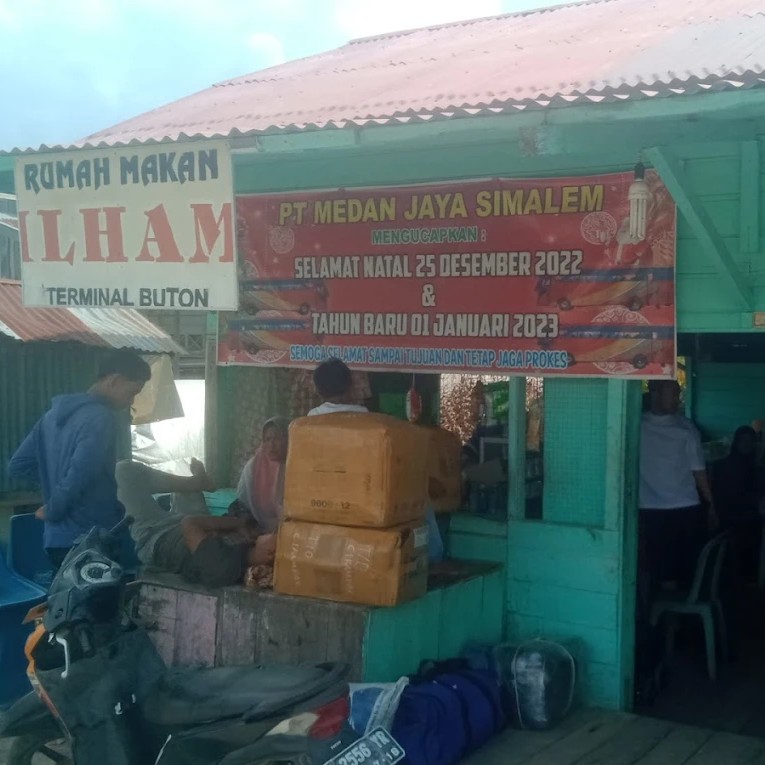 RUMAH MAKAN
ILHAM
TERMINAL BUTON
PT MEDAN JAYA SIMALEM
MENGUCAPKAN :
SELAMAT NATAL 25 DESEMBER 2022
&
TAHUN BARU 01 JANUARI 2023
SEMOGA SELAMAT SAMPAI TUJUAN DAN TETAP JAGA PROKES
2556